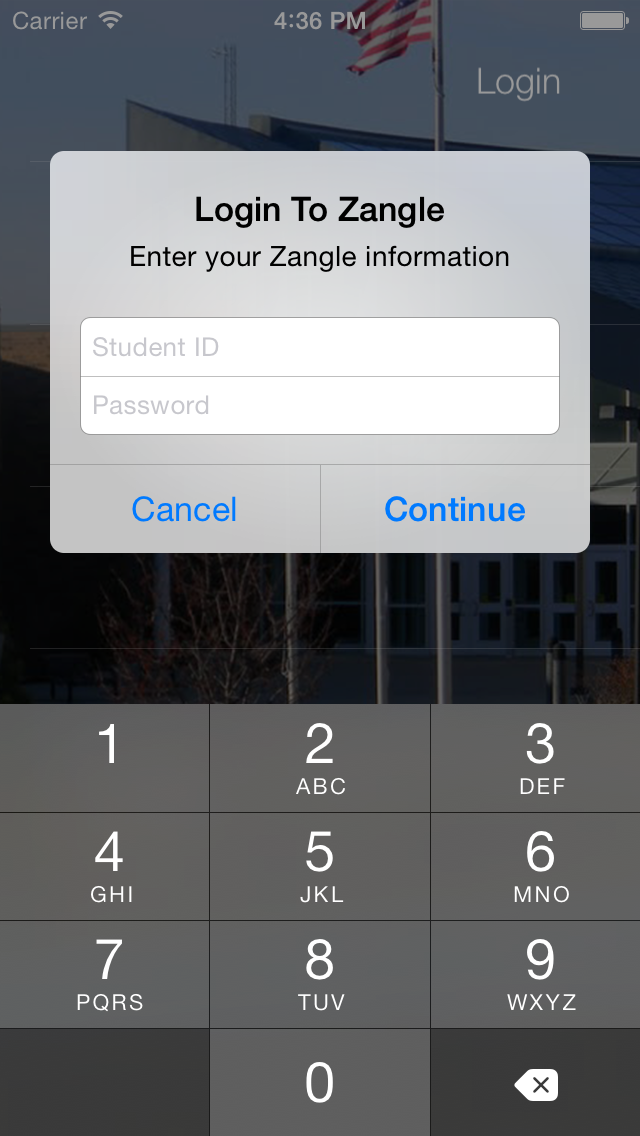 Carrier 4:36 PM
Login
Login To Zangle
Enter your Zangle information
Student ID
Password
Cancel Continue
1 2 3
ABC DEF
4 5 6
GHI JKL MNO
7 8 9
PQRS TUV WXYZ
0